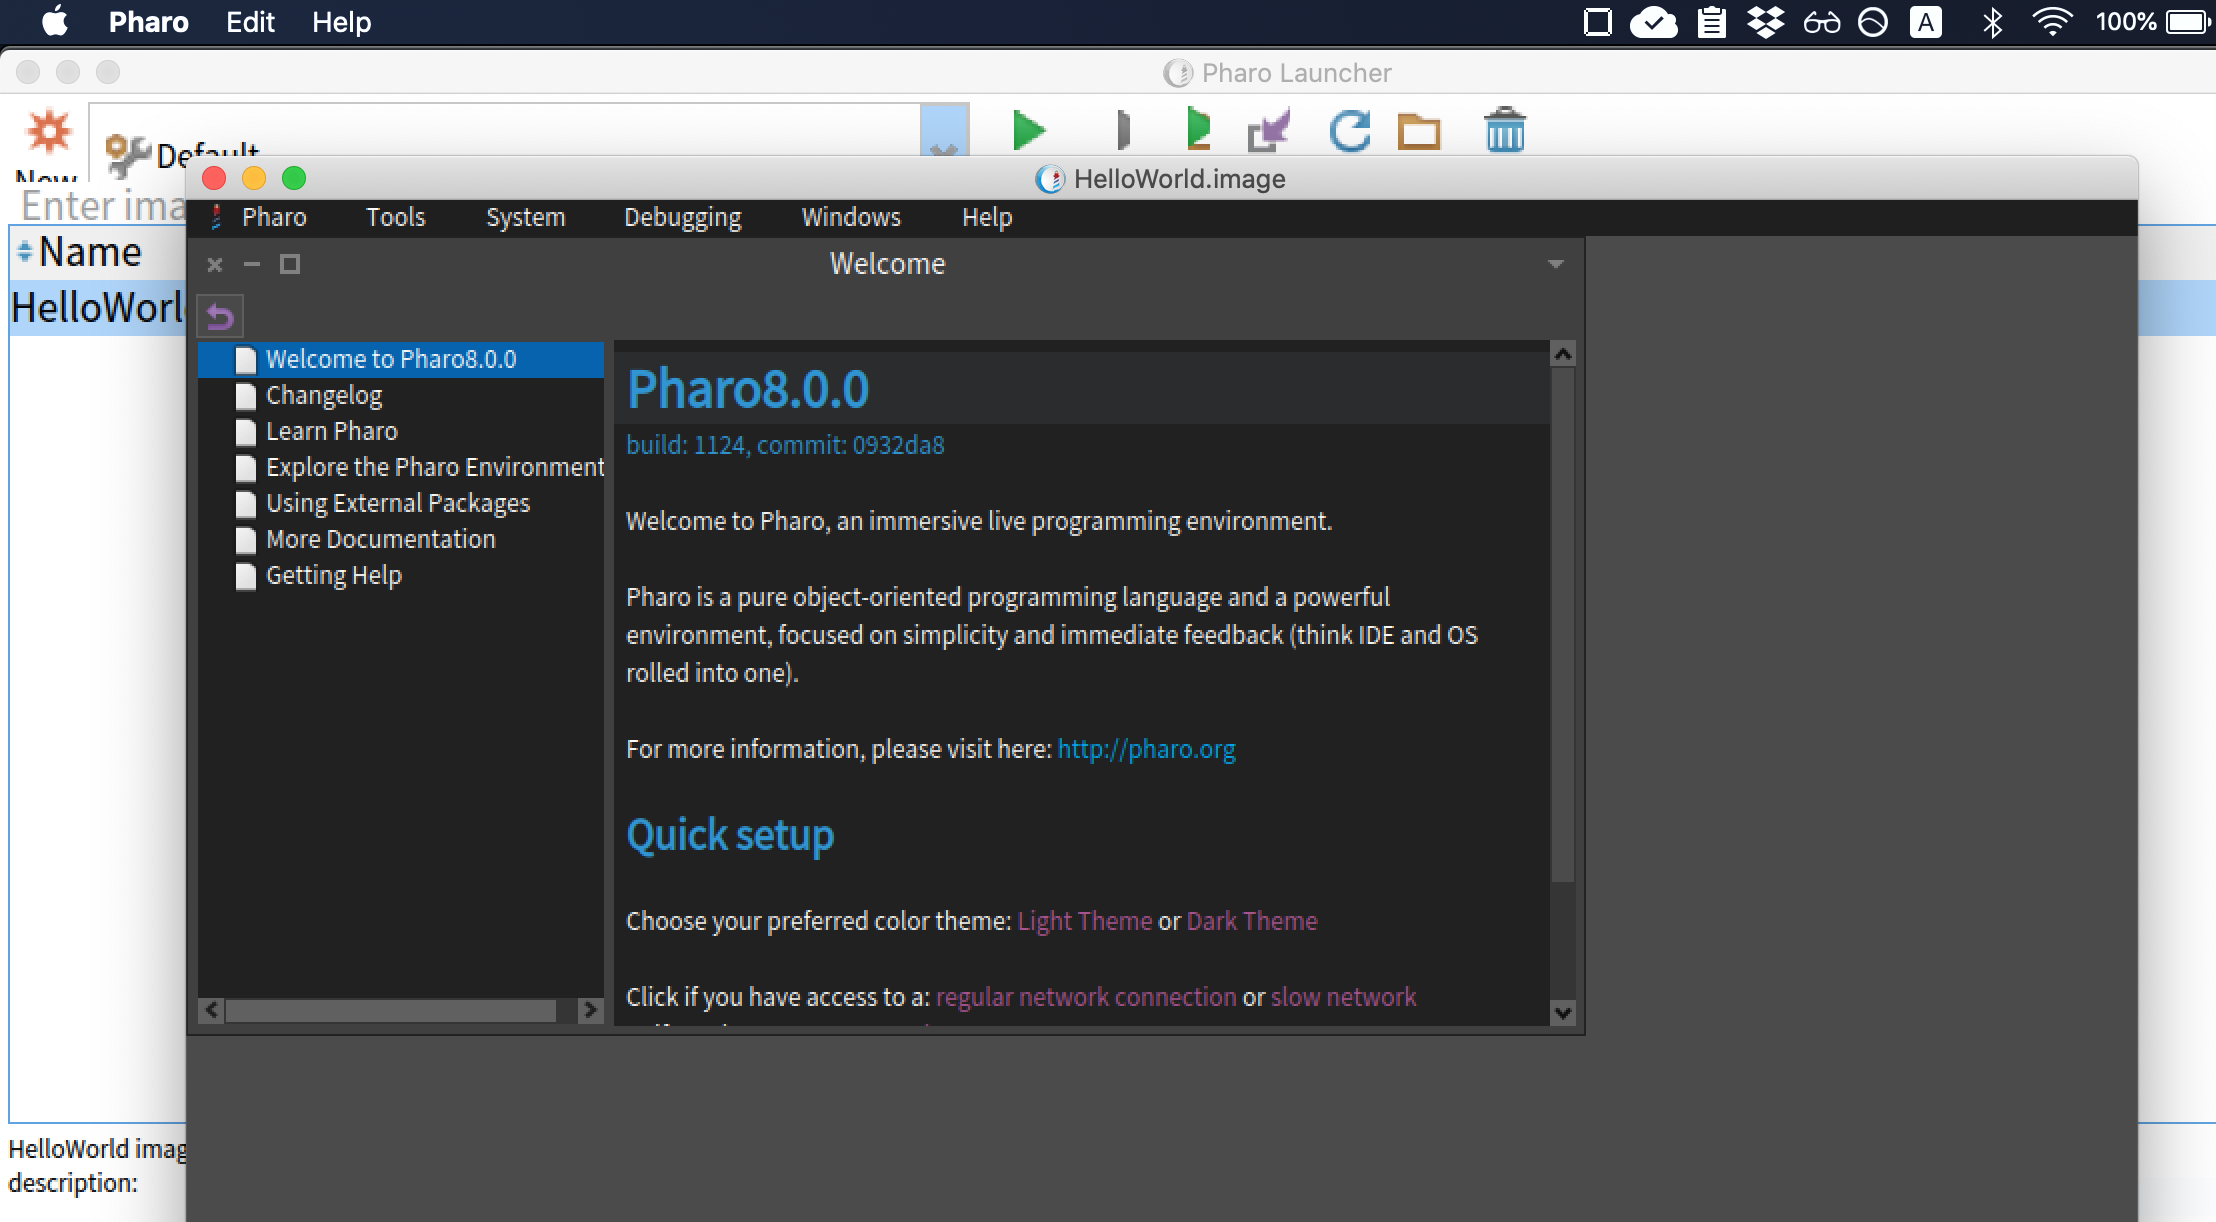 Pharo Edit Help A 100%
Pharo Launcher
Default
New
Enter ima
Name
HelloWorl
HelloWorld imag
description:
HelloWorld.image
Pharo Tools System Debugging Windows Help
Welcome
Welcome to Pharo8.0.0
Changelog
Learn Pharo
Explore the Pharo Environment
Using External Packages
More Documentation
Getting Help
Pharo8.0.0
build: 1124, commit: 0932da8
Welcome to Pharo, an immersive live programming environment.
Pharo is a pure object-oriented programming language and a powerful
environment, focused on simplicity and immediate feedback (think IDE and OS
rolled into one).
For more information, please visit here: http://pharo.org
Quick setup
Choose your preferred color theme: Light Theme or Dark Theme
Click if you have access to a: regular network connection or slow network